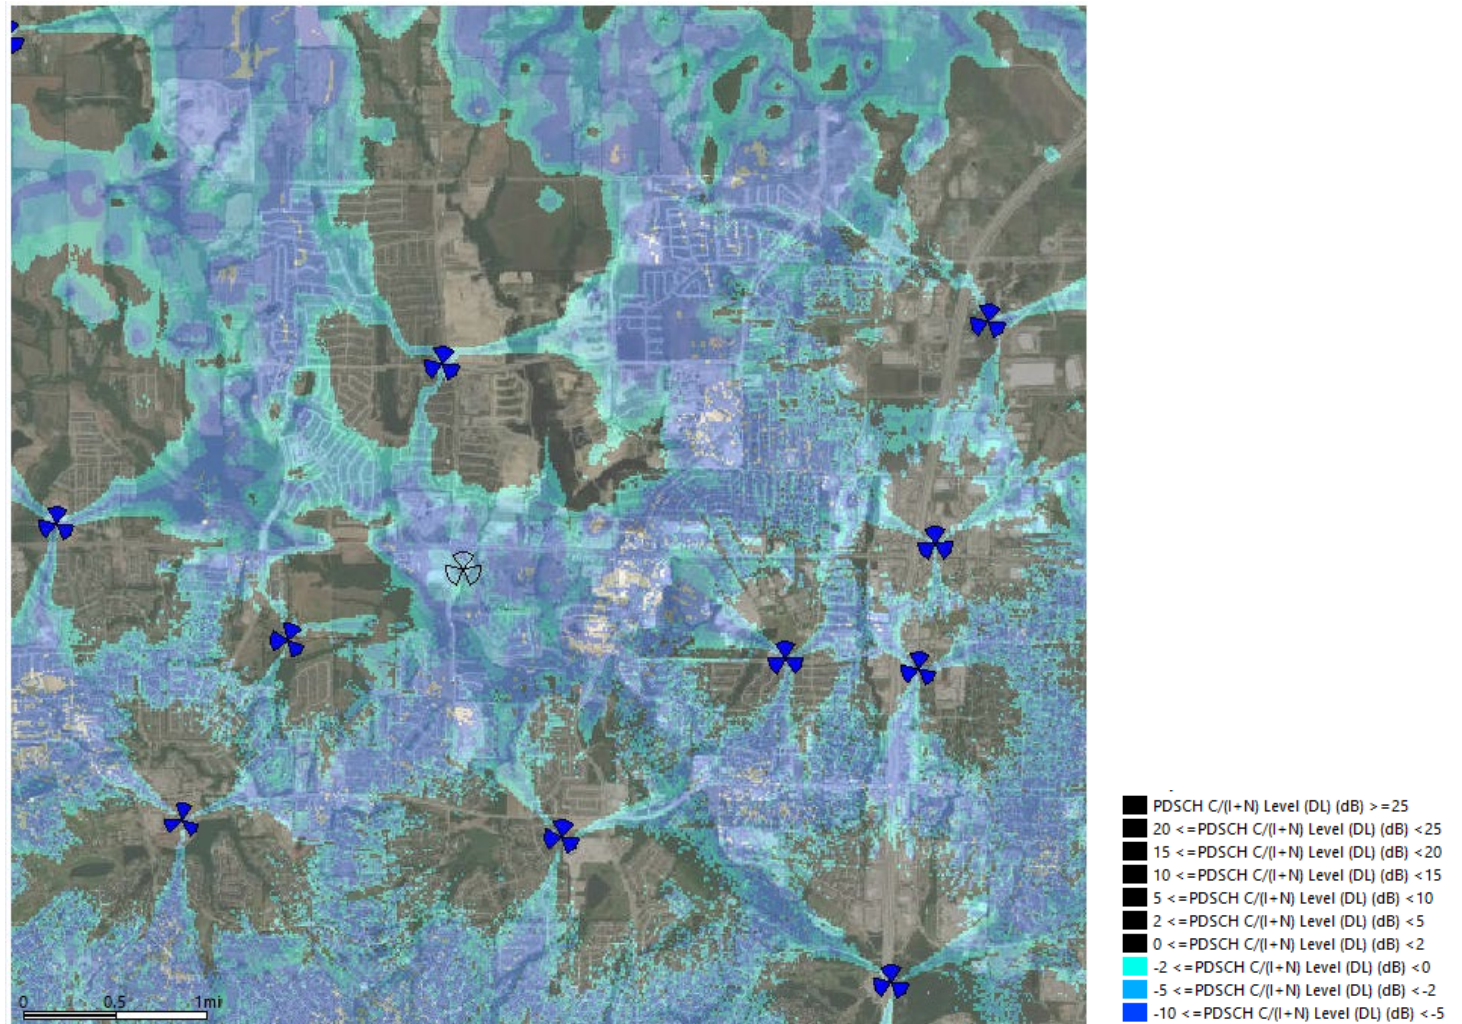 PDSCH C/(I+N) Level (DL) (dB) >=25
20 <=PDSCH C/(I+N) Level (DL) (dB) <25
15 <=PDSCH C/(I+N) Level (DL) (dB) <20
10 <=PDSCH C/(I+N) Level (DL) (dB) <15
5 <=PDSCH C/(I+N) Level (DL) (dB) <10
2 <=PDSCH C/(I+N) Level (DL) (dB) <5
0 <=PDSCH C/(I+N) Level (DL) (dB) <2
-2 <=PDSCH C/(I+N) Level (DL) (dB) <0
-5 <=PDSCH C/(I+N) Level (DL) (dB) <-2
-10 <=PDSCH C/(I+N) Level (DL) (dB) <-5
0 0.5 1mi